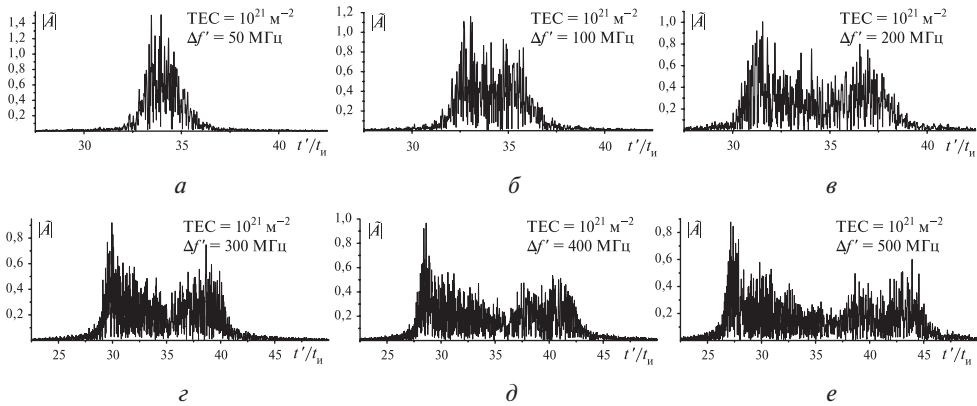 |Ã| TEC = 10²¹ м⁻² |Ã| TEC = 10²¹ м⁻² |Ã| TEC = 10²¹ м⁻²
Δf′ = 50 МГц Δf′ = 100 МГц Δf′ = 200 МГц
1,4 1,2 1,0 0,8 0,6 0,4 0,2
1,2 1,0 0,8 0,6 0,4 0,2
1,0 0,8 0,6 0,4 0,2
30 35 40 t′/tи 30 35 40 t′/tи 30 35 40 t′/tи
а б в
|Ã| TEC = 10²¹ м⁻² |Ã| TEC = 10²¹ м⁻² |Ã| TEC = 10²¹ м⁻²
Δf′ = 300 МГц Δf′ = 400 МГц Δf′ = 500 МГц
0,8 0,6 0,4 0,2
1,0 0,8 0,6 0,4 0,2
0,8 0,6 0,4 0,2
25 30 35 40 45 t′/tи 25 30 35 40 45 t′/tи 25 30 35 40 45 t′/tи
г д е